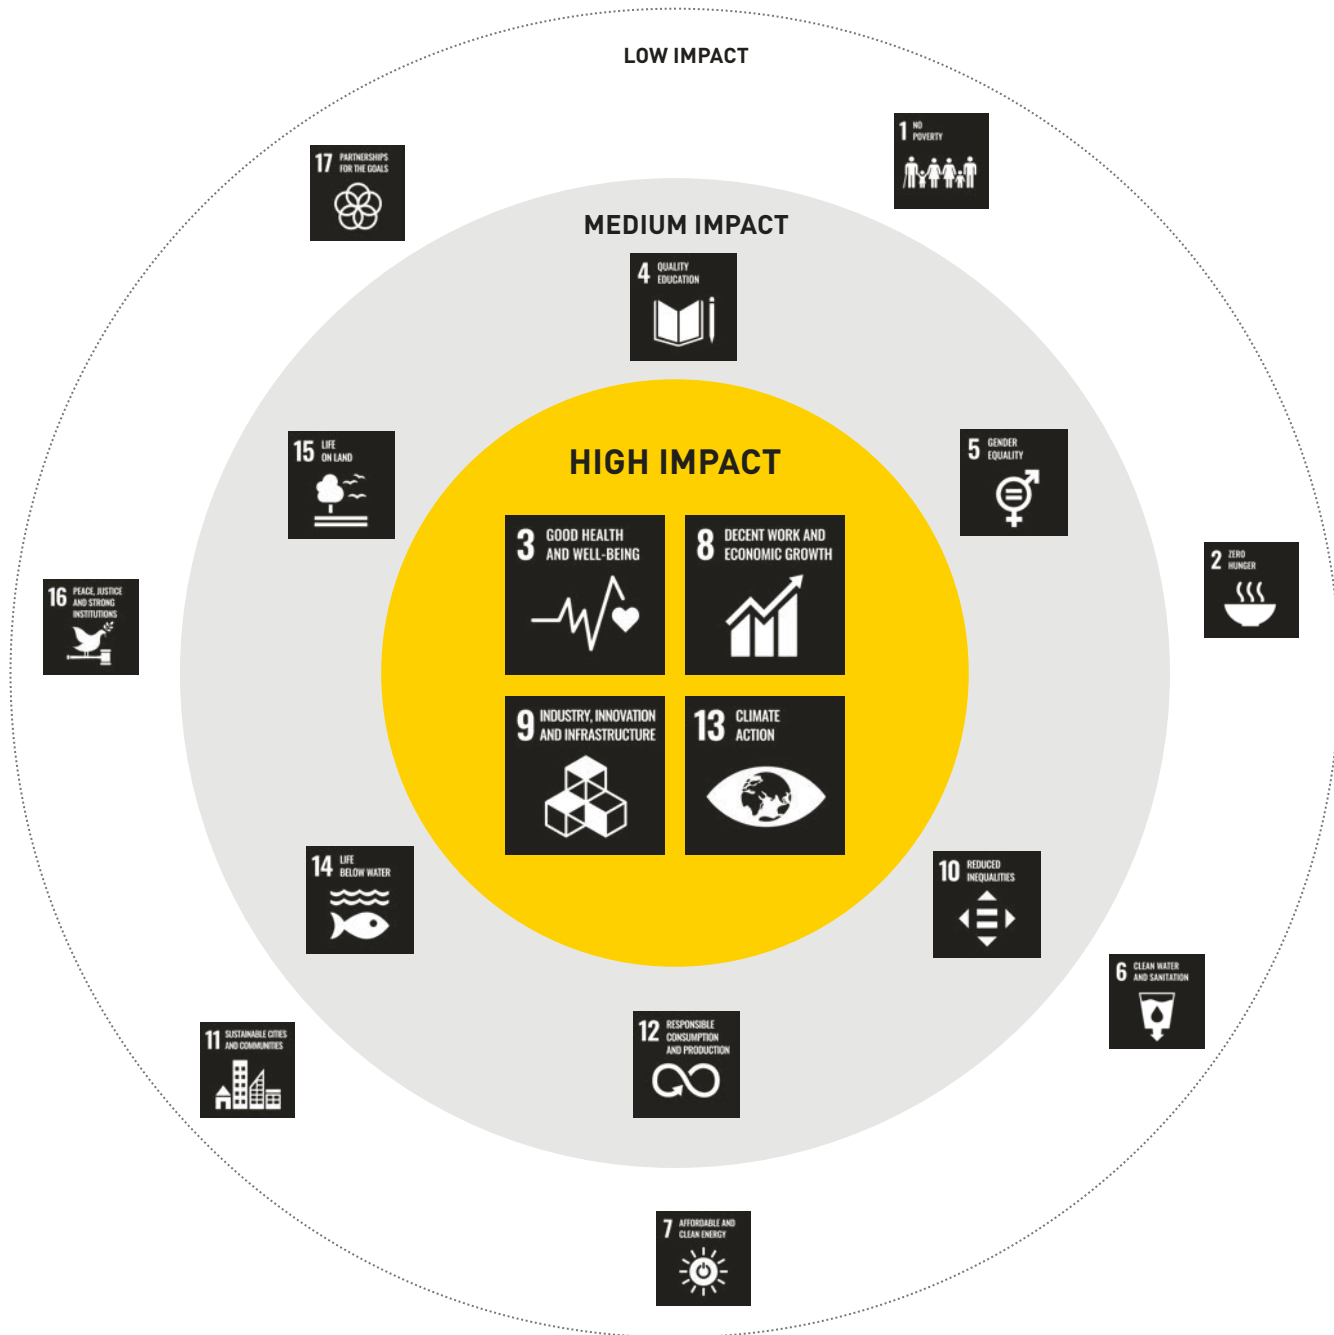 LOW IMPACT
1 NO
POVERTY
17 PARTNERSHIPS
FOR THE GOALS
MEDIUM IMPACT
4 QUALITY
EDUCATION
15 LIFE
ON LAND
5 GENDER
EQUALITY
HIGH IMPACT
3 GOOD HEALTH
AND WELL-BEING
8 DECENT WORK AND
ECONOMIC GROWTH
2 ZERO
HUNGER
16 PEACE, JUSTICE
AND STRONG
INSTITUTIONS
9 INDUSTRY, INNOVATION
AND INFRASTRUCTURE
13 CLIMATE
ACTION
14 LIFE
BELOW WATER
10 REDUCED
INEQUALITIES
6 CLEAN WATER
AND SANITATION
11 SUSTAINABLE CITIES
AND COMMUNITIES
12 RESPONSIBLE
CONSUMPTION
AND PRODUCTION
7 AFFORDABLE AND
CLEAN ENERGY